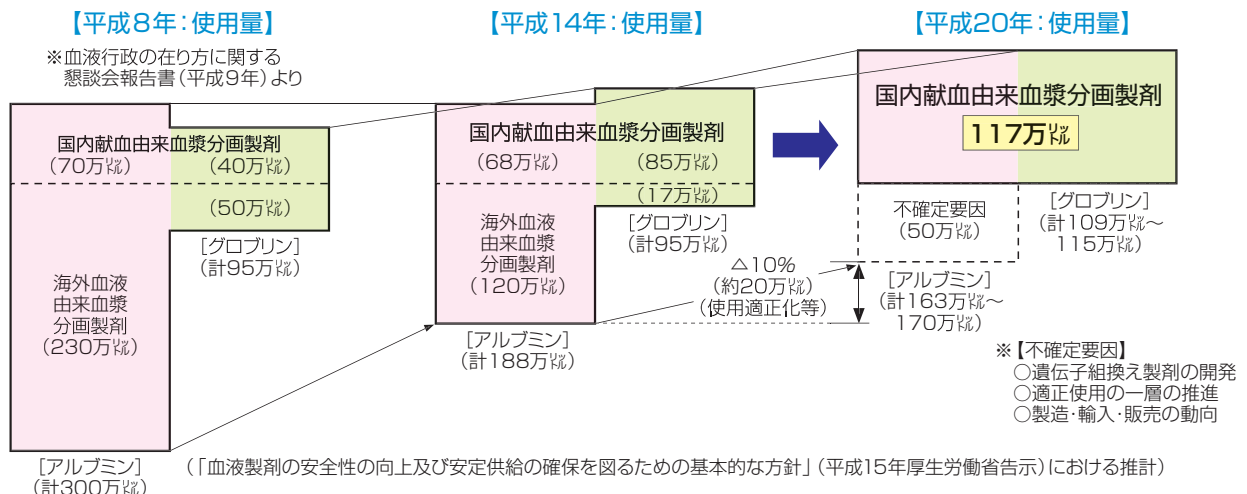 【平成8年：使用量】
※血液行政の在り方に関する
懇談会報告書（平成9年）より
国内献血由来血漿分画製剤
（70万㍑）
（40万㍑）
（50万㍑）
［グロブリン］
（計95万㍑）
海外血液
由来血漿
分画製剤
（230万㍑）
［アルブミン］
（計300万㍑）
【平成14年：使用量】
国内献血由来血漿分画製剤
（68万㍑）
（85万㍑）
（17万㍑）
海外血液
由来血漿
分画製剤
（120万㍑）
［グロブリン］
（計95万㍑）
［アルブミン］
（計188万㍑）
△10%
（約20万㍑）
（使用適正化等）
【平成20年：使用量】
国内献血由来血漿分画製剤
117万㍑
不確定要因
（50万㍑）
［グロブリン］
（計109万㍑～
115万㍑）
［アルブミン］
（計163万㍑～
170万㍑）
※【不確定要因】
○遺伝子組換え製剤の開発
○適正使用の一層の推進
○製造・輸入・販売の動向
（「血液製剤の安全性の向上及び安定供給の確保を図るための基本的な方針」（平成15年厚生労働省告示）における推計）